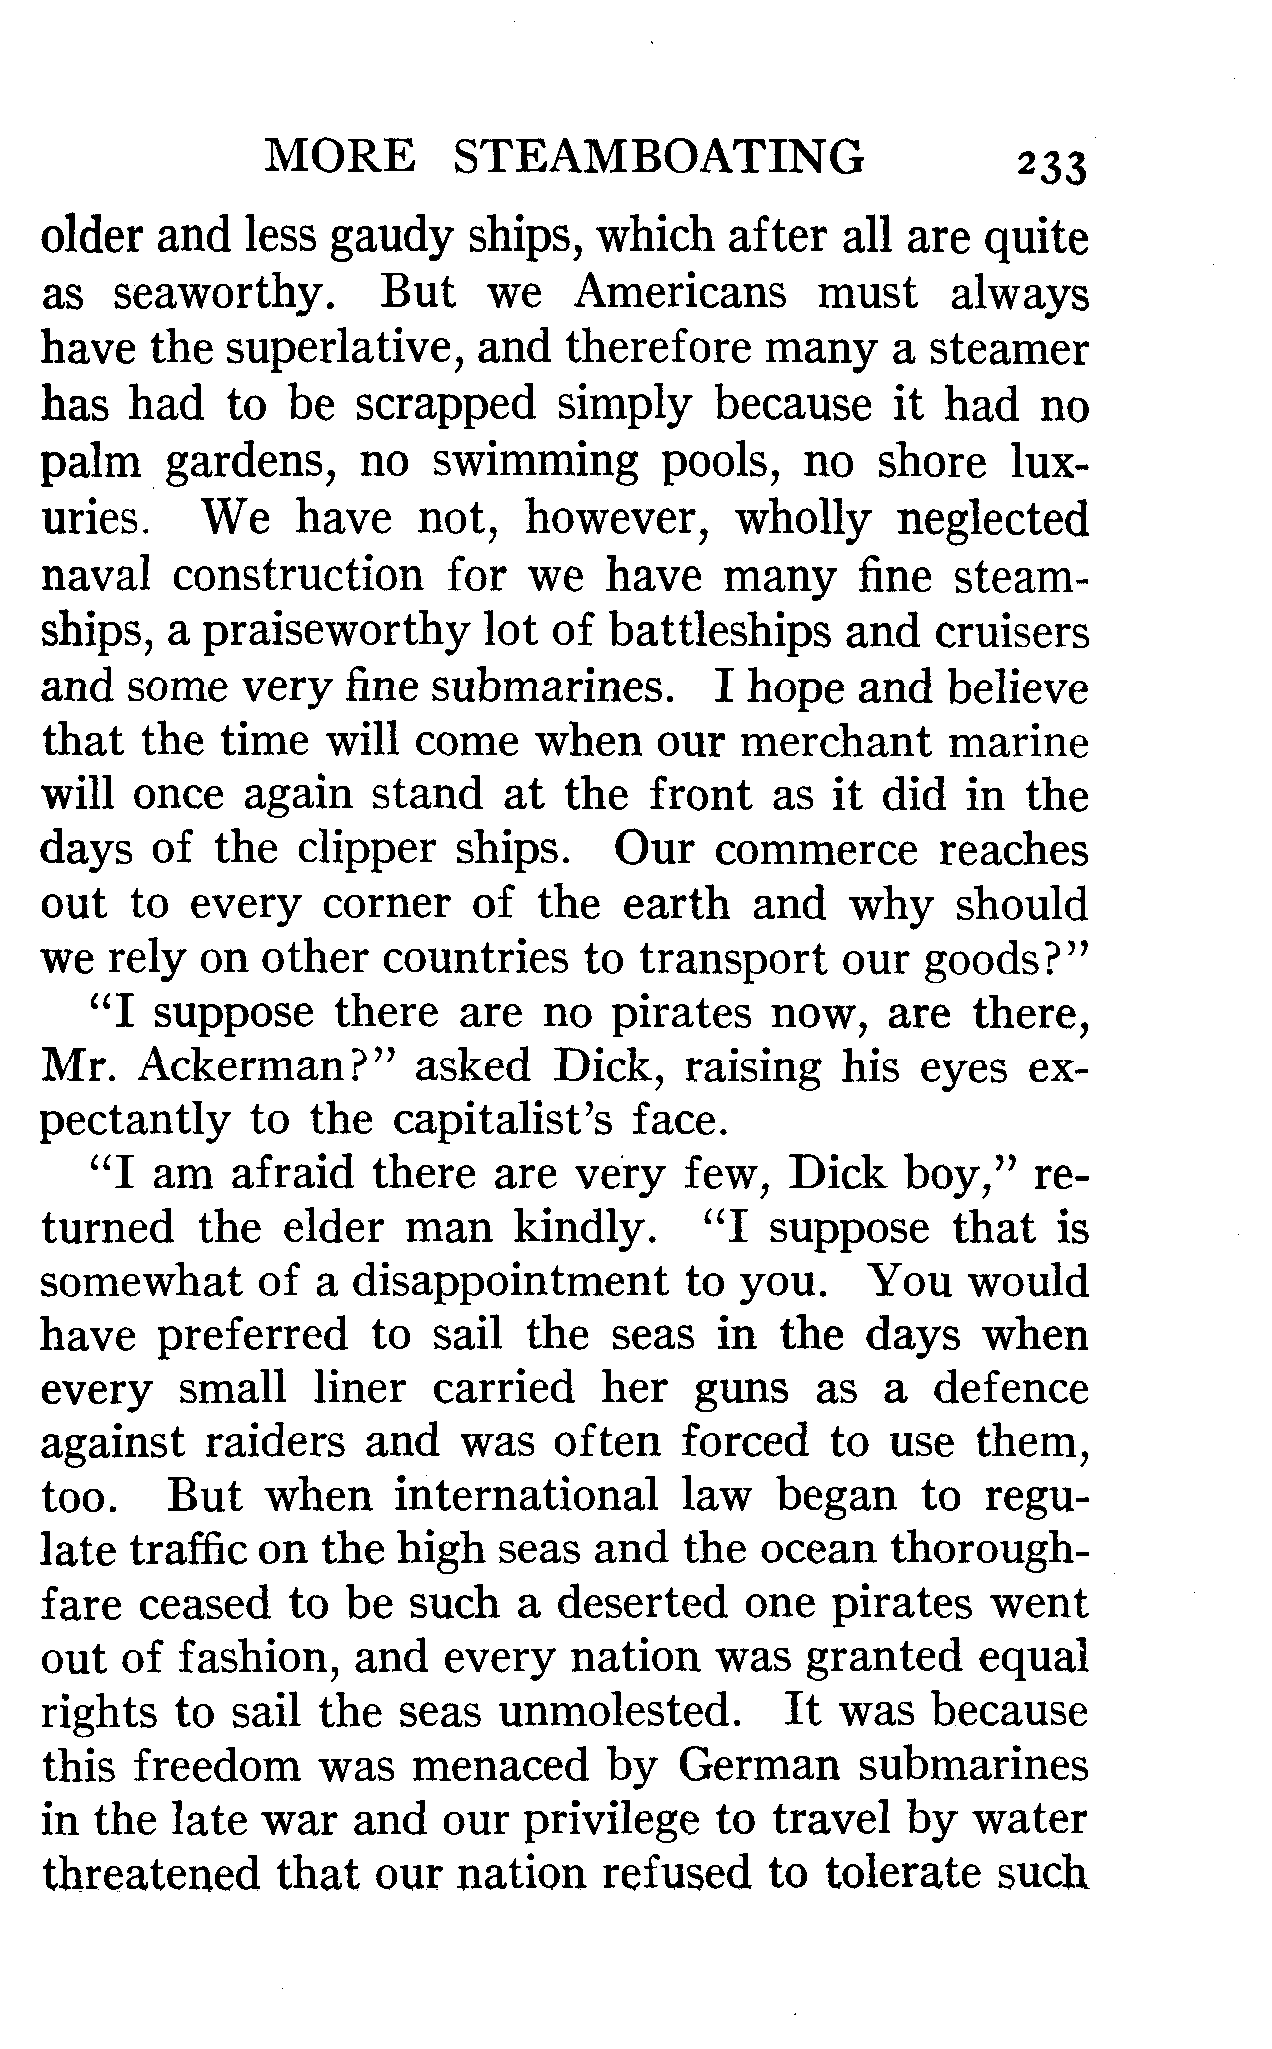 MORE STEAMBOATING 233
older and less gaudy ships, which after all are quite
as seaworthy. But we Americans must always
have the superlative, and therefore many a steamer
has had to be scrapped simply because it had no
palm gardens, no swimming pools, no shore lux-
uries. We have not, however, wholly neglected
naval construction for we have many fine steam-
ships, a praiseworthy lot of battleships and cruisers
and some very fine submarines. I hope and believe
that the time will come when our merchant marine
will once again stand at the front as it did in the
days of the clipper ships. Our commerce reaches
out to every corner of the earth and why should
we rely on other countries to transport our goods?”
“I suppose there are no pirates now, are there,
Mr. Ackerman?” asked Dick, raising his eyes ex-
pectantly to the capitalist’s face.
“I am afraid there are very few, Dick boy,” re-
turned the elder man kindly. “I suppose that is
somewhat of a disappointment to you. You would
have preferred to sail the seas in the days when
every small liner carried her guns as a defence
against raiders and was often forced to use them,
too. But when international law began to regu-
late traffic on the high seas and the ocean thorough-
fare ceased to be such a deserted one pirates went
out of fashion, and every nation was granted equal
rights to sail the seas unmolested. It was because
this freedom was menaced by German submarines
in the late war and our privilege to travel by water
threatened that our nation refused to tolerate such